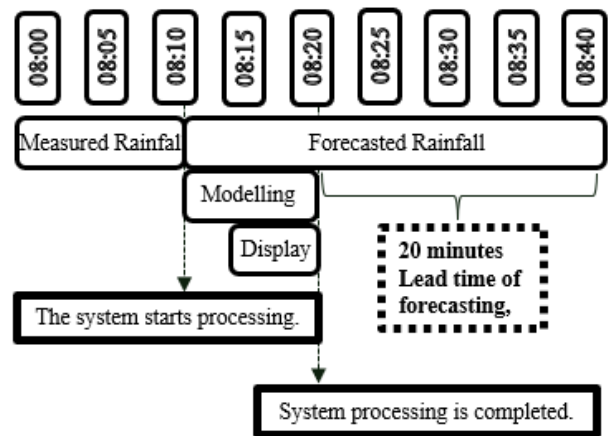 08:00 08:05 08:10 08:15 08:20 08:25 08:30 08:35 08:40
Measured Rainfal Forecasted Rainfall
Modelling
Display
20 minutes
Lead time of
forecasting,
The system starts processing.
System processing is completed.